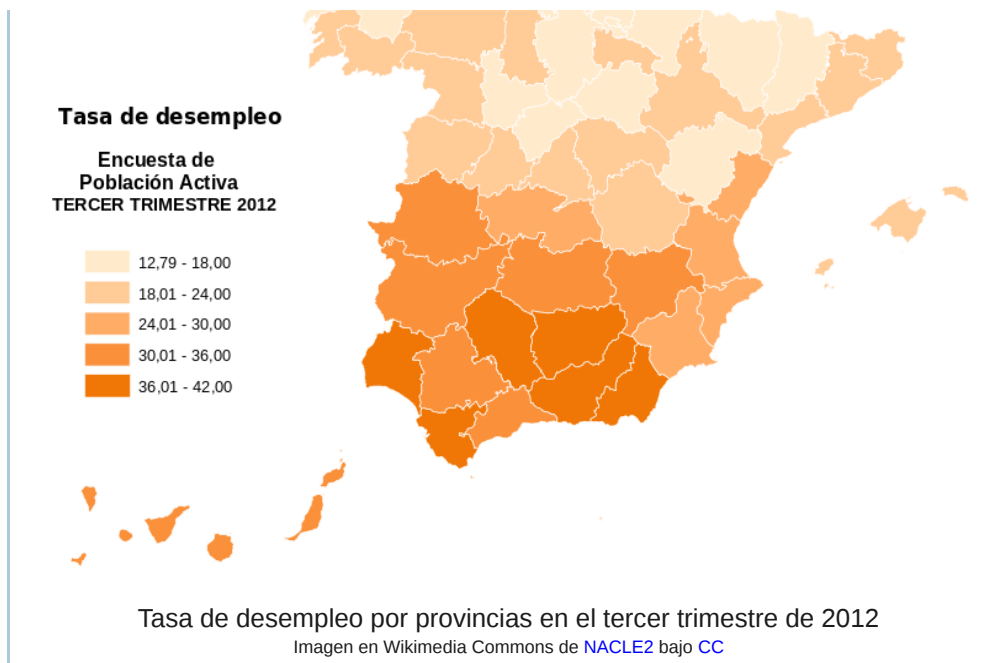 Tasa de desempleo
Encuesta de
Población Activa
TERCER TRIMESTRE 2012
12,79 - 18,00
18,01 - 24,00
24,01 - 30,00
30,01 - 36,00
36,01 - 42,00
Tasa de desempleo por provincias en el tercer trimestre de 2012
Imagen en Wikimedia Commons de NACLE2 bajo CC